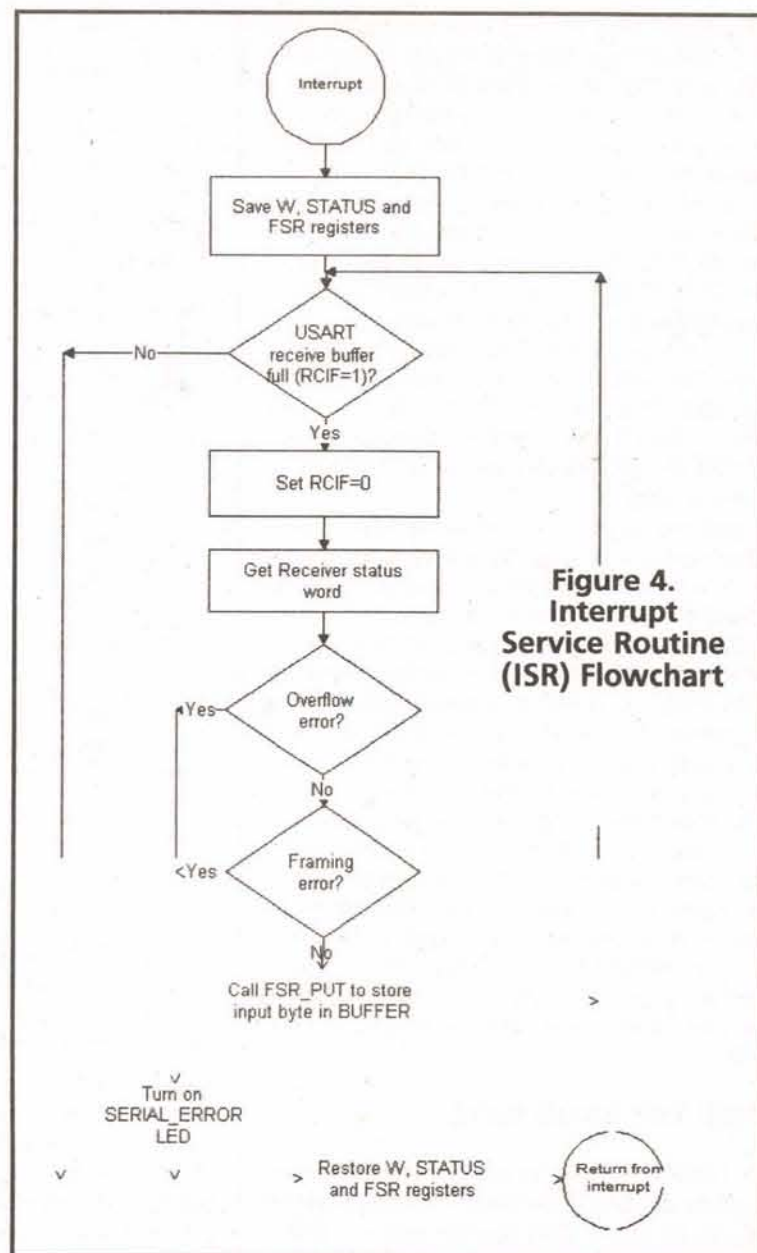 Interrupt
Save W, STATUS and
FSR registers
USART
receive buffer
full (RCIF=1)?
No
Yes
Set RCIF=0
Get Receiver status
word
Figure 4.
Interrupt
Service Routine
(ISR) Flowchart
Overflow
error?
Yes
No
Framing
error?
Yes
No
Call FSR_PUT to store
input byte in BUFFER
Turn on
SERIAL_ERROR
LED
Restore W, STATUS
and FSR registers
Return from
interrupt